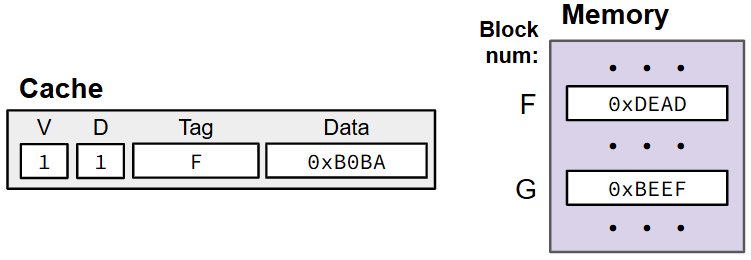 Memory
Block
num:
• • •
Cache
F 0xDEAD
V D Tag Data
• • •
1 1 F 0xB0BA
G 0xBEEF
• • •